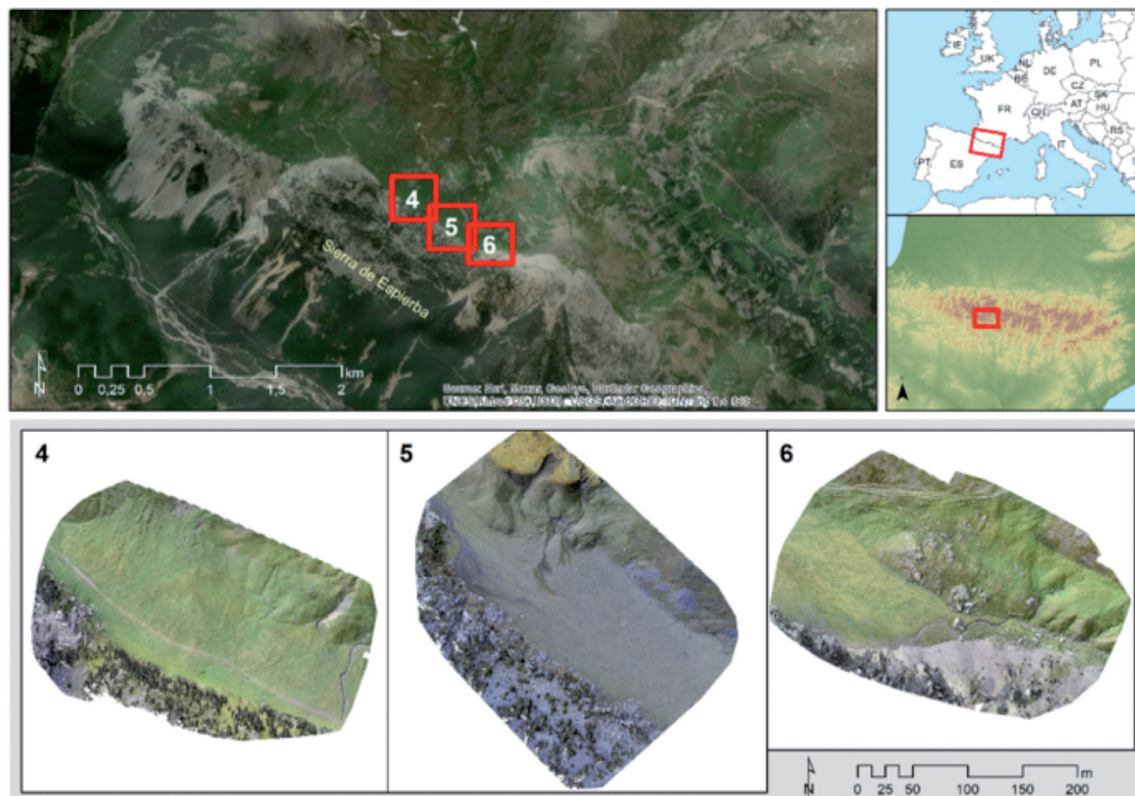 4
5
6
Sierra de Espierba
N
0 0,25 0,5 1 1,5 2
km
IE
UK
NL
DE
PL
BE
CZ
SK
FR
CH
AT
HU
IT
RS
PT
ES
4
5
6
N
0 25 50 100 150 200
m